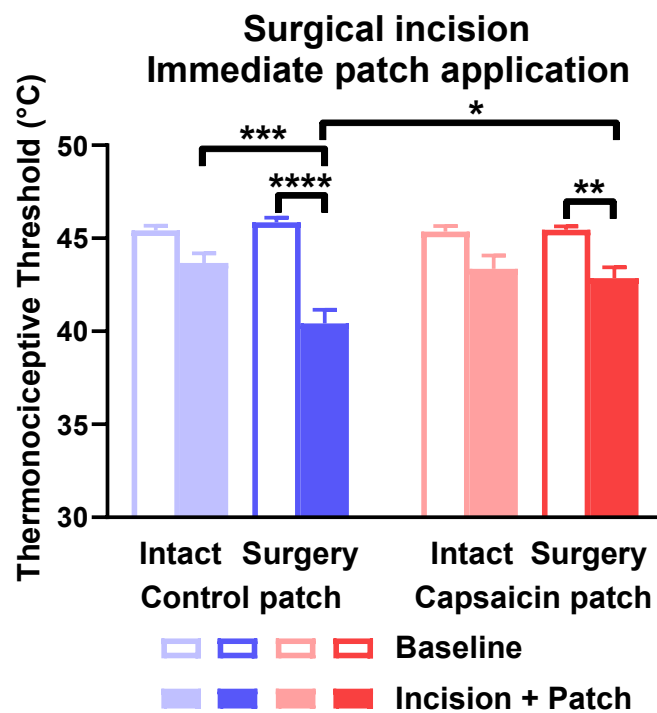 Surgical incision
Immediate patch application
Thermonociceptive Threshold (°C)
50
45
40
35
30
*
***
****
**
Intact Surgery Intact Surgery
Control patch Capsaicin patch
Baseline
Incision + Patch